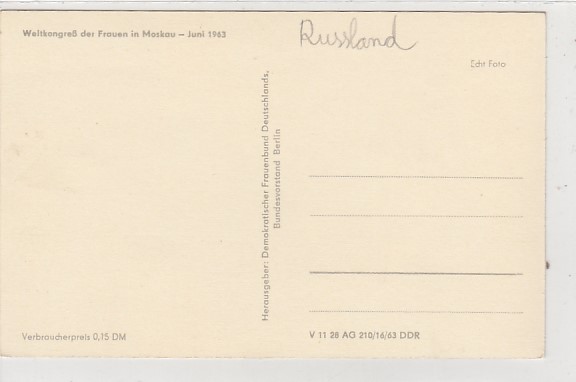 Weltkongreß der Frauen in Moskau – Juni 1963
Russland
Echt Foto
Herausgeber: Demokratischer Frauenbund Deutschlands,
Bundesvorstand Berlin
Verbraucherpreis 0,15 DM
V 11 28 AG 210/16/63 DDR